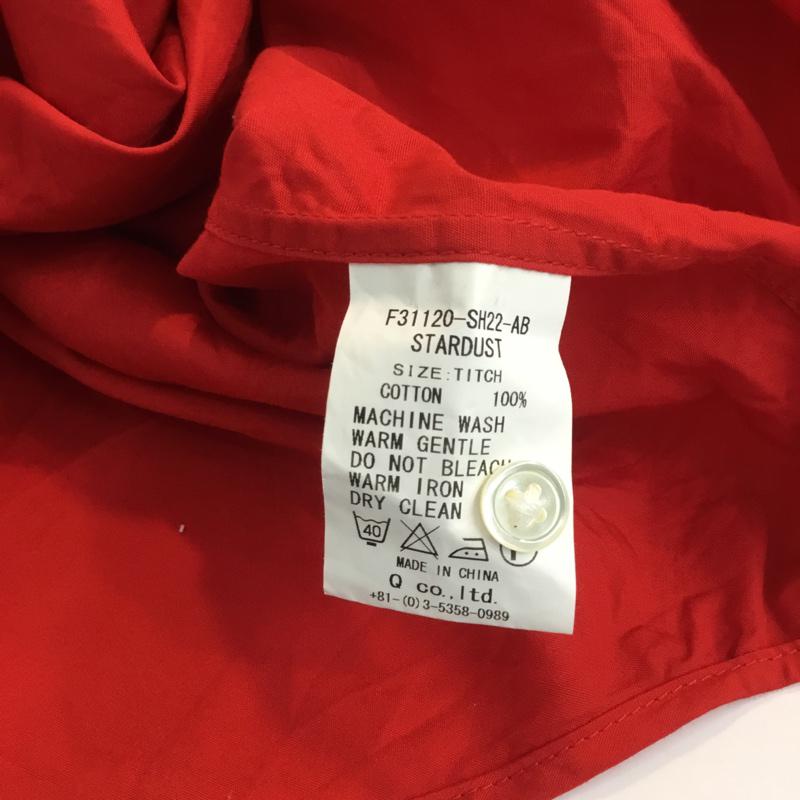 F31120-SH22-AB
STARDUST
SIZE:TITCH
COTTON 100%
MACHINE WASH
WARM GENTLE
DO NOT BLEACH
WARM IRON
DRY CLEAN
40
MADE IN CHINA
Q co.,ltd.
+81-(0)3-5358-0989